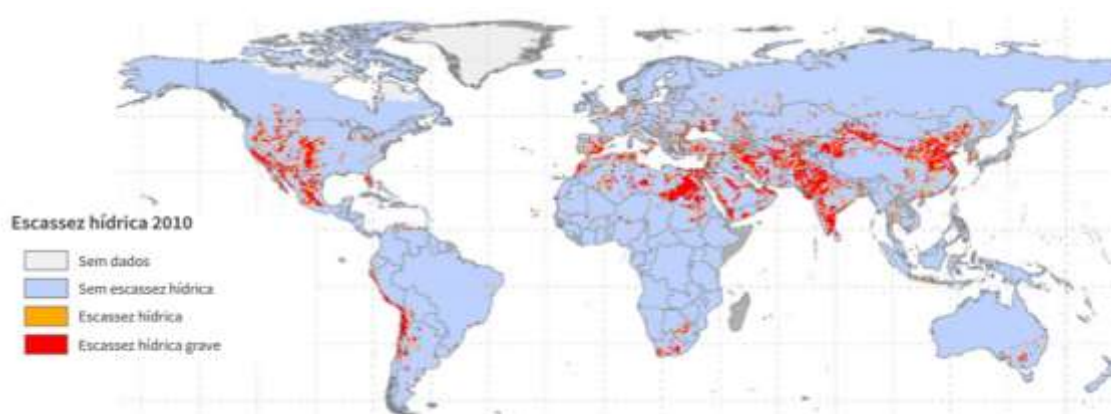 Escassez hídrica 2010
Sem dados
Sem escassez hídrica
Escassez hídrica
Escassez hídrica grave